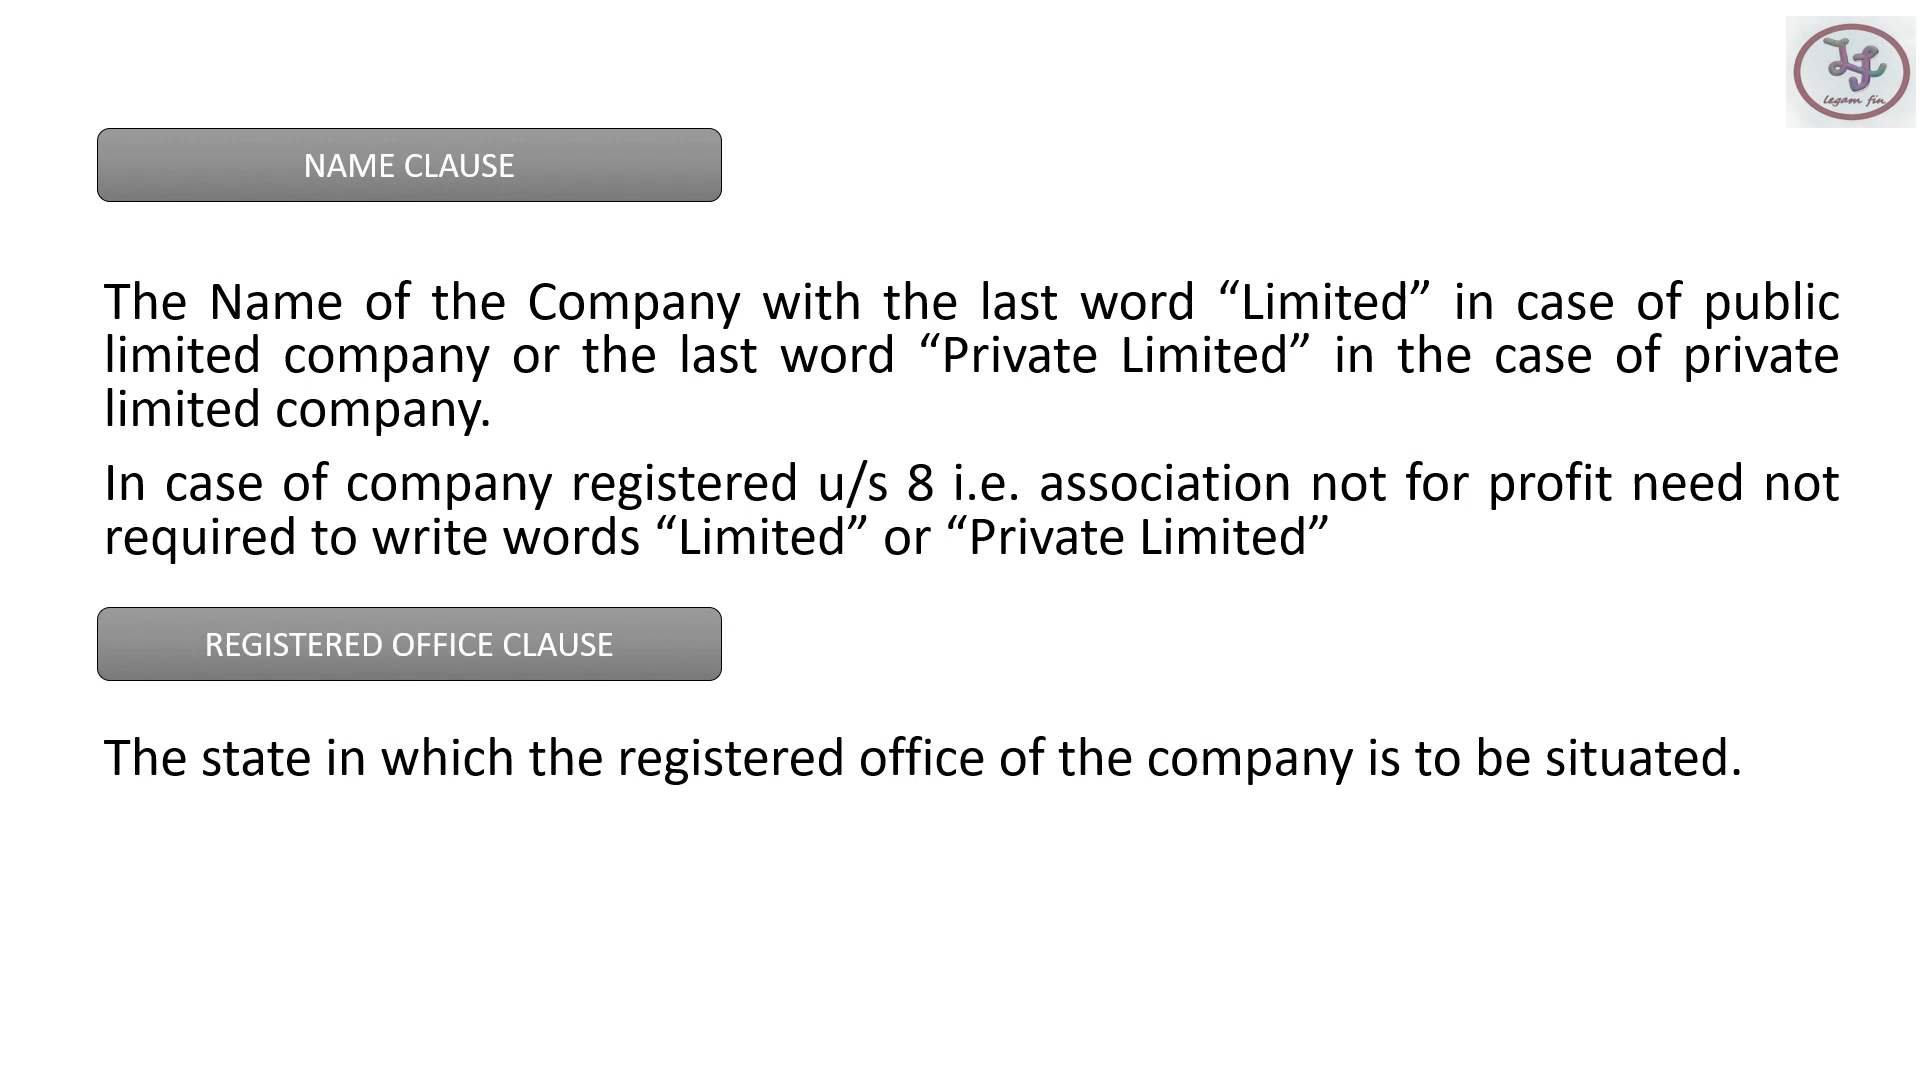 legam fin
NAME CLAUSE
The Name of the Company with the last word “Limited” in case of public
limited company or the last word “Private Limited” in the case of private
limited company.
In case of company registered u/s 8 i.e. association not for profit need not
required to write words “Limited” or “Private Limited”
REGISTERED OFFICE CLAUSE
The state in which the registered office of the company is to be situated.